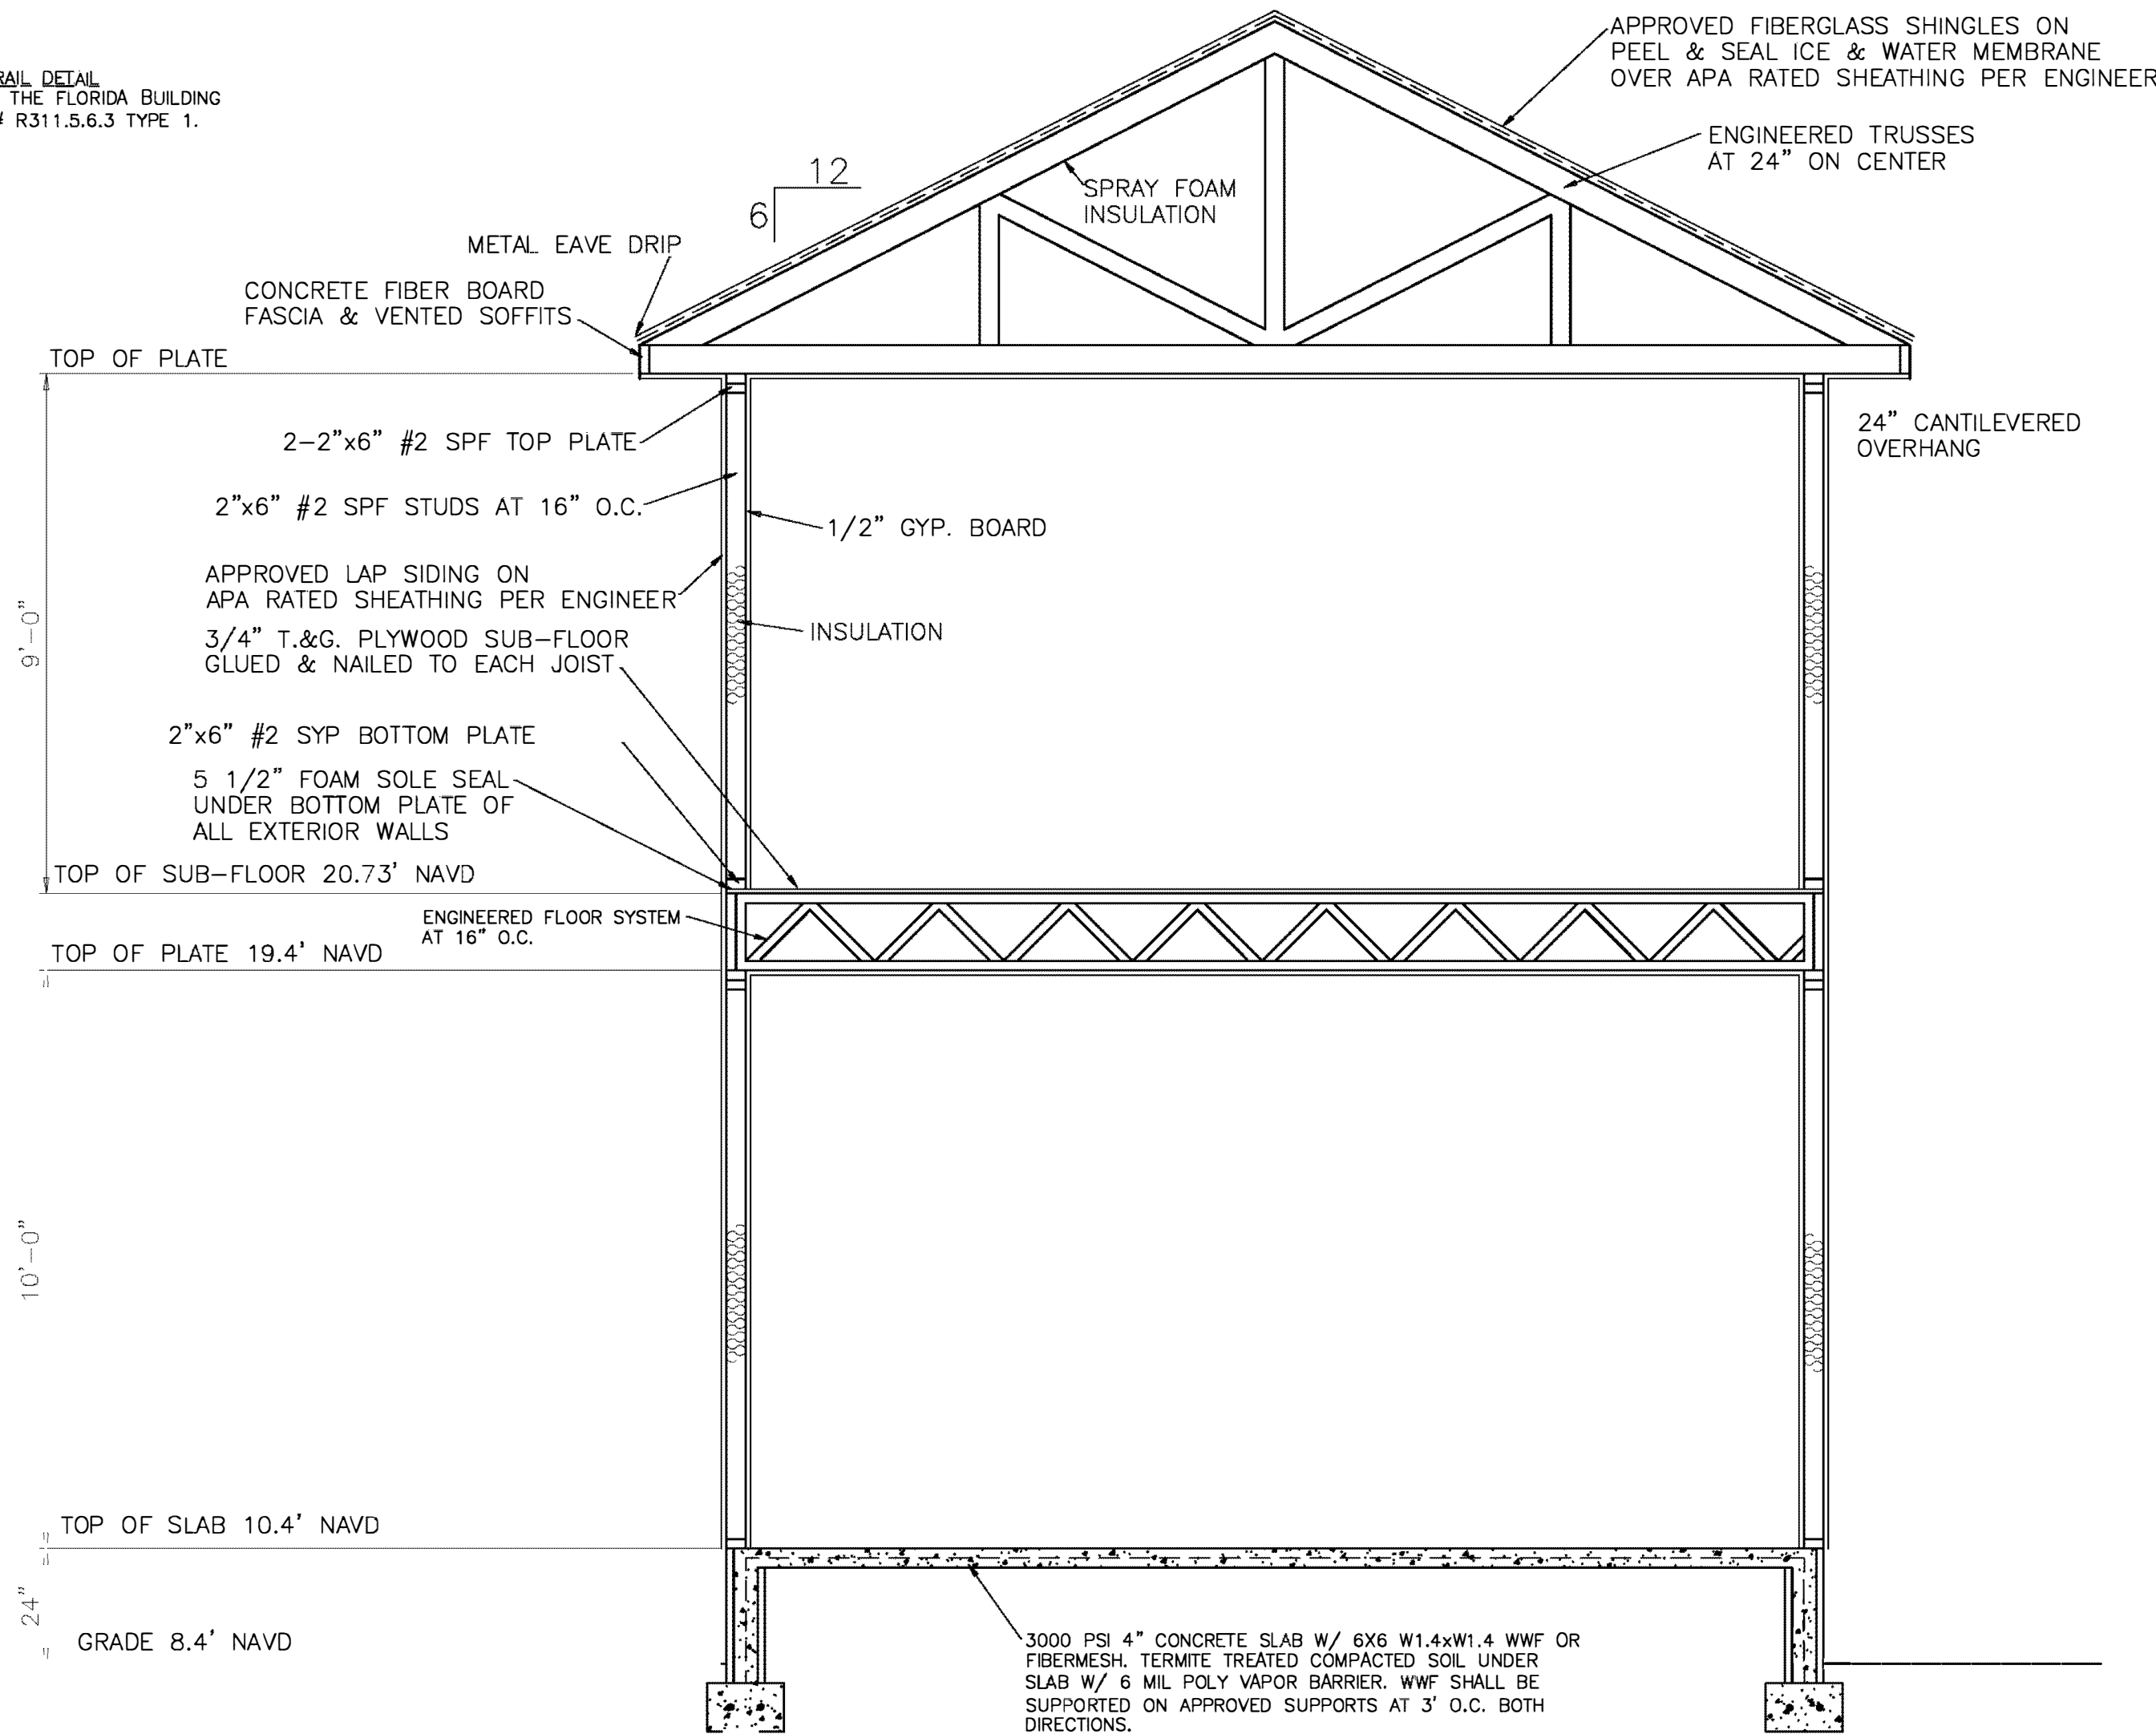 RAIL DETAIL
THE FLORIDA BUILDING
# R311.5.6.3 TYPE 1.
APPROVED FIBERGLASS SHINGLES ON
PEEL & SEAL ICE & WATER MEMBRANE
OVER APA RATED SHEATHING PER ENGINEER
ENGINEERED TRUSSES
AT 24" ON CENTER
12
6
SPRAY FOAM
INSULATION
METAL EAVE DRIP
CONCRETE FIBER BOARD
FASCIA & VENTED SOFFITS
TOP OF PLATE
24" CANTILEVERED
OVERHANG
2-2"x6" #2 SPF TOP PLATE
2"x6" #2 SPF STUDS AT 16" O.C.
1/2" GYP. BOARD
APPROVED LAP SIDING ON
APA RATED SHEATHING PER ENGINEER
9'-0"
INSULATION
3/4" T.&G. PLYWOOD SUB-FLOOR
GLUED & NAILED TO EACH JOIST
2"x6" #2 SYP BOTTOM PLATE
5 1/2" FOAM SOLE SEAL
UNDER BOTTOM PLATE OF
ALL EXTERIOR WALLS
TOP OF SUB-FLOOR 20.73' NAVD
ENGINEERED FLOOR SYSTEM
AT 16" O.C.
TOP OF PLATE 19.4' NAVD
10'-0"
TOP OF SLAB 10.4' NAVD
24"
GRADE 8.4' NAVD
3000 PSI 4" CONCRETE SLAB W/ 6X6 W1.4xW1.4 WWF OR
FIBERMESH. TERMITE TREATED COMPACTED SOIL UNDER
SLAB W/ 6 MIL POLY VAPOR BARRIER. WWF SHALL BE
SUPPORTED ON APPROVED SUPPORTS AT 3' O.C. BOTH
DIRECTIONS.